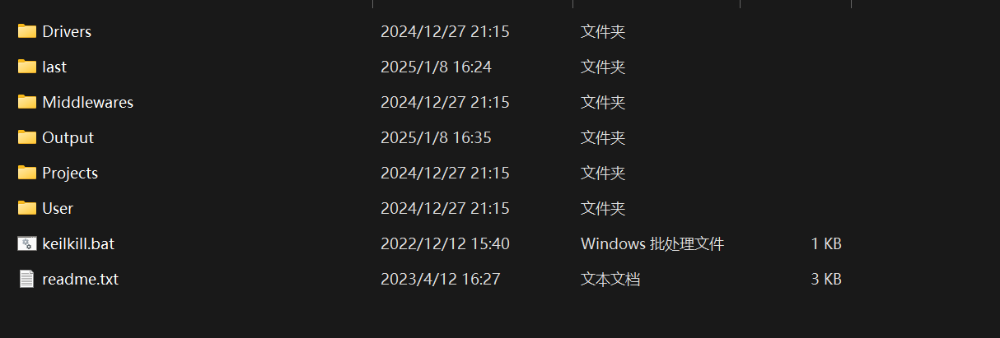 Drivers 2024/12/27 21:15 文件夹
last 2025/1/8 16:24 文件夹
Middlewares 2024/12/27 21:15 文件夹
Output 2025/1/8 16:35 文件夹
Projects 2024/12/27 21:15 文件夹
User 2024/12/27 21:15 文件夹
keilkill.bat 2022/12/12 15:40 Windows 批处理文件 1 KB
readme.txt 2023/4/12 16:27 文本文档 3 KB